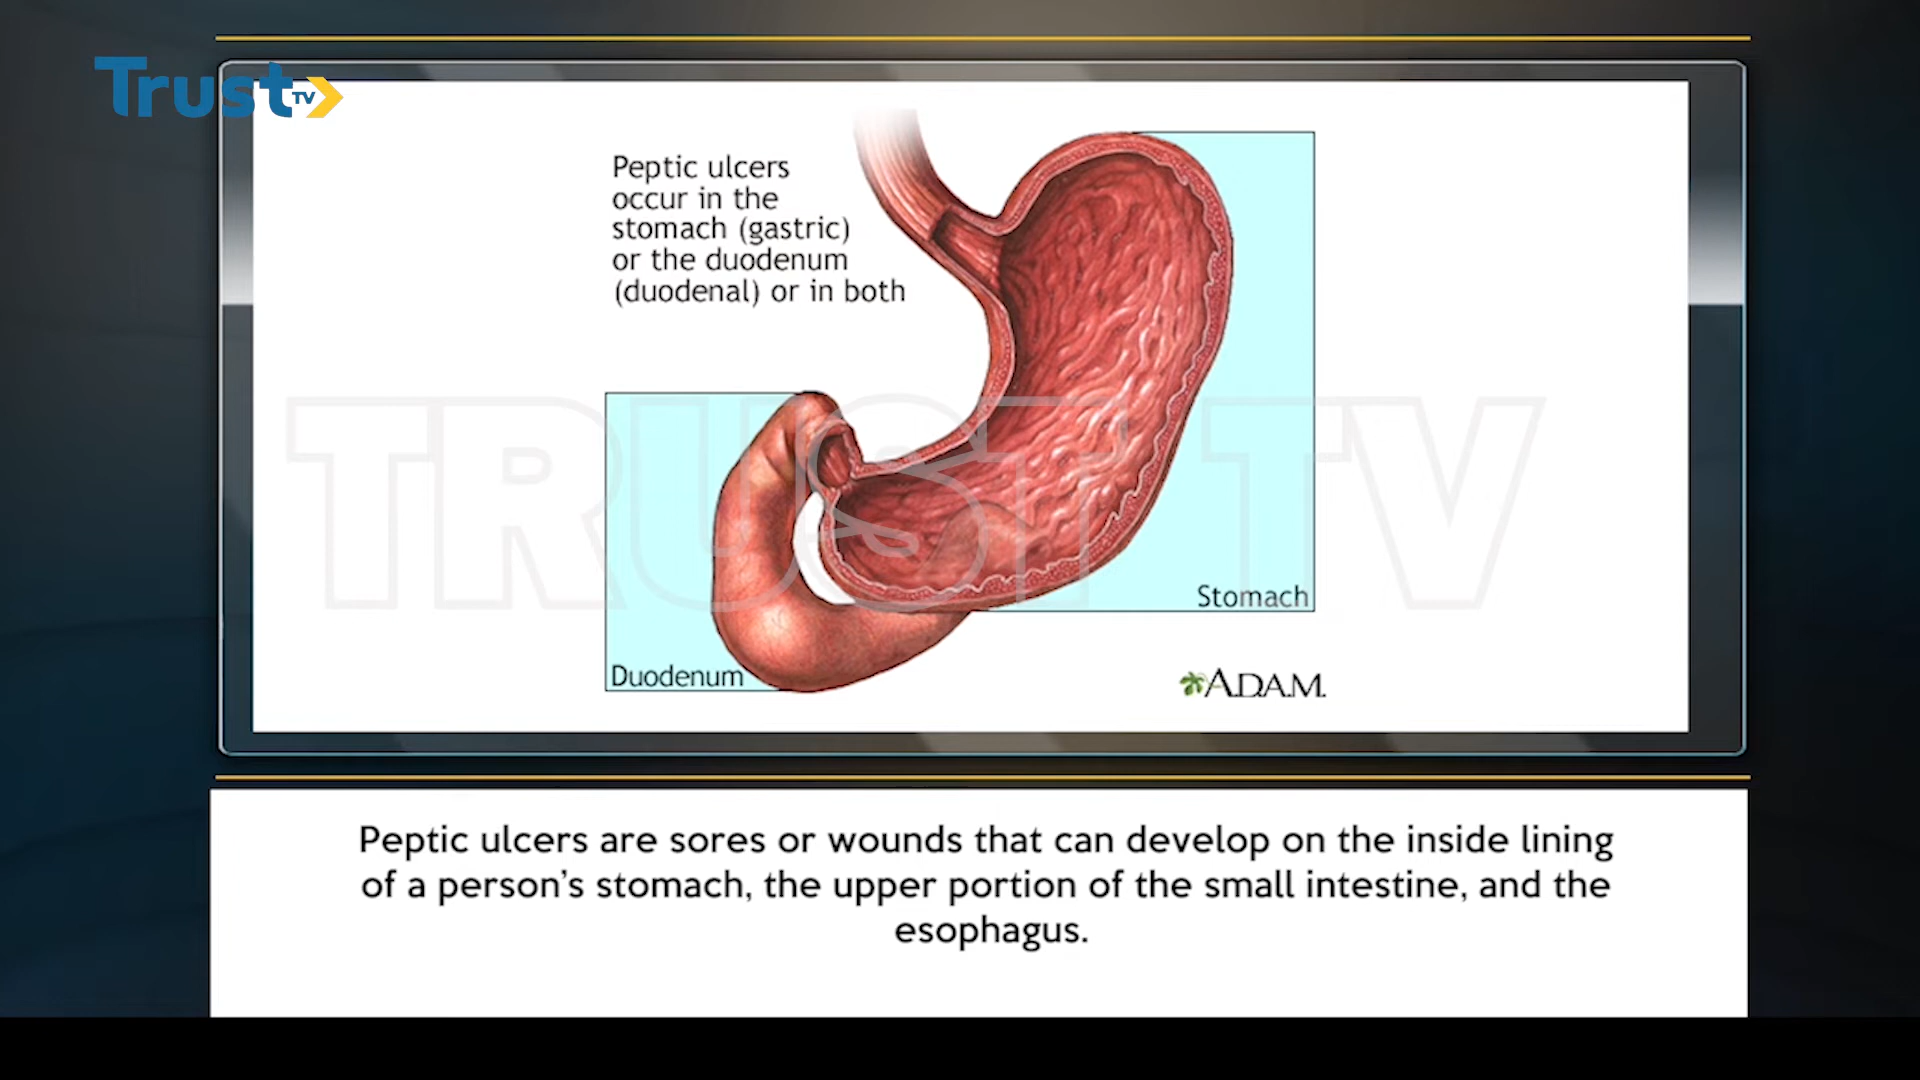 Trust TV
Peptic ulcers
occur in the
stomach (gastric)
or the duodenum
(duodenal) or in both
TRUST TV
Stomach
Duodenum
A.D.A.M.
Peptic ulcers are sores or wounds that can develop on the inside lining
of a person's stomach, the upper portion of the small intestine, and the
esophagus.